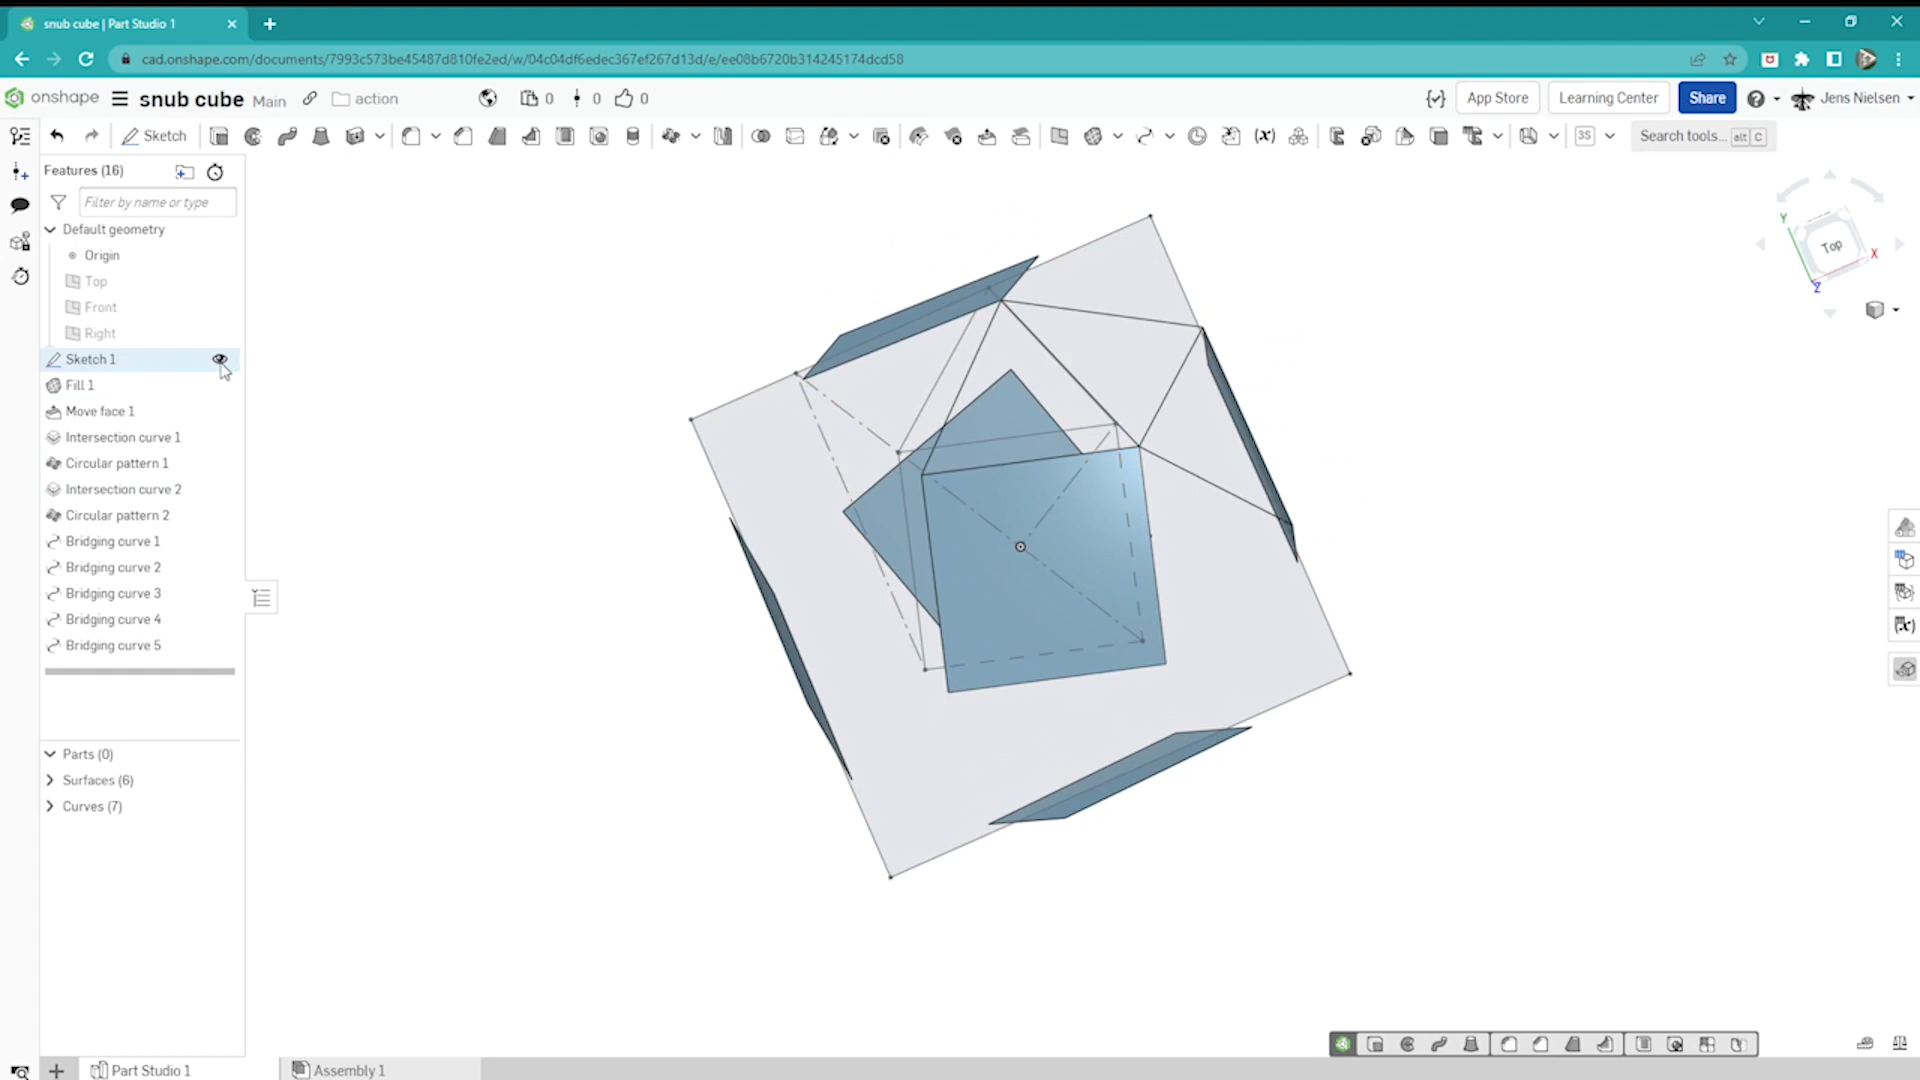 snub cube | Part Studio 1
cad.onshape.com/documents/7993c573be45487d810fe2ed/w/04c04df6edec367ef267d13d/e/ee08b6720b314245174dcd58
onshape snub cube Main action 0 0 0 App Store Learning Center Share Jens Nielsen
Sketch 3S Search tools... alt C
Features (16)
Filter by name or type
Default geometry
Origin
Top
Front
Right
Sketch 1
Fill 1
Move face 1
Intersection curve 1
Circular pattern 1
Intersection curve 2
Circular pattern 2
Bridging curve 1
Bridging curve 2
Bridging curve 3
Bridging curve 4
Bridging curve 5
Parts (0)
Surfaces (6)
Curves (7)
Y
Top
X
Z
(x)
Part Studio 1
Assembly 1